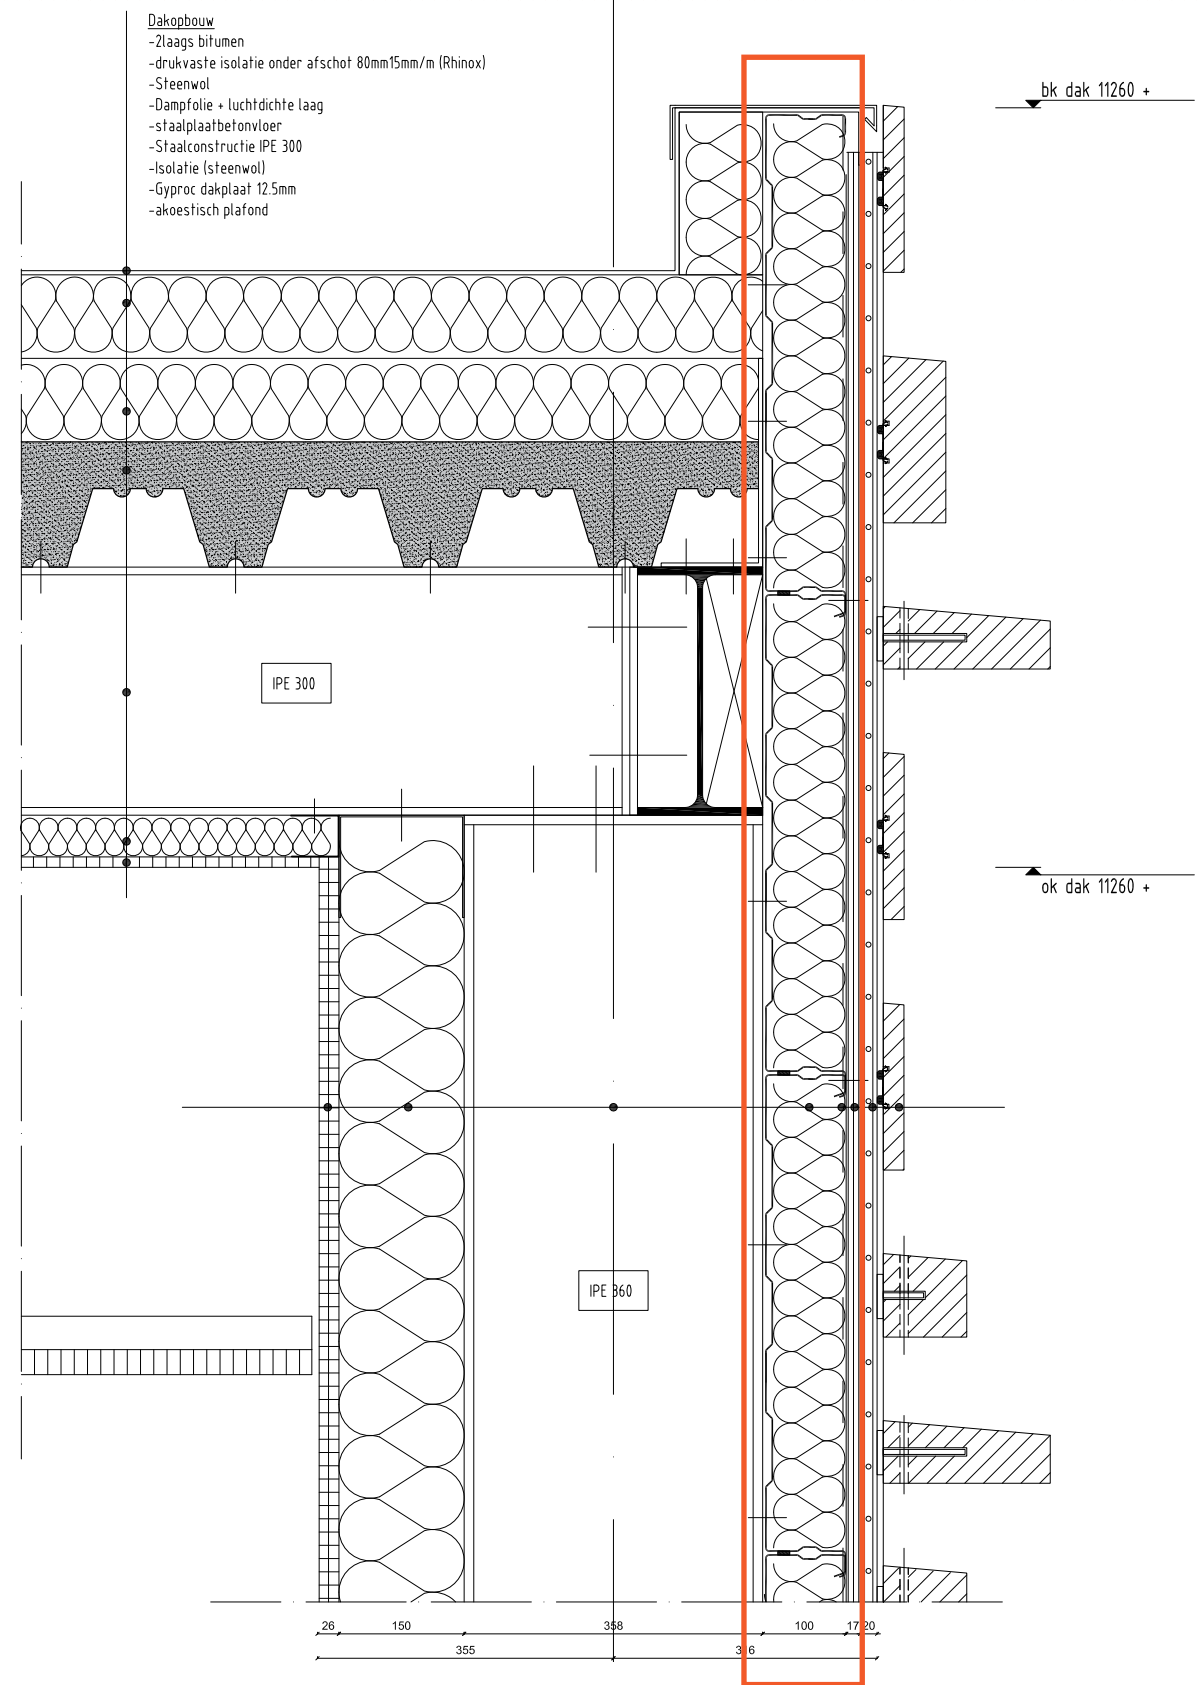 Dakopbouw
-2laags bitumen
-drukvaste isolatie onder afschot 80mm15mm/m (Rhinox)
-Steenwol
-Dampfolie + luchtdichte laag
-staalplaatbetonvloer
-Staalconstructie IPE 300
-Isolatie (steenwol)
-Gyproc dakplaat 12.5mm
-akoestisch plafond
bk dak 11260 +
IPE 300
ok dak 11260 +
IPE 360
26 150 358 100 17 20
355 316